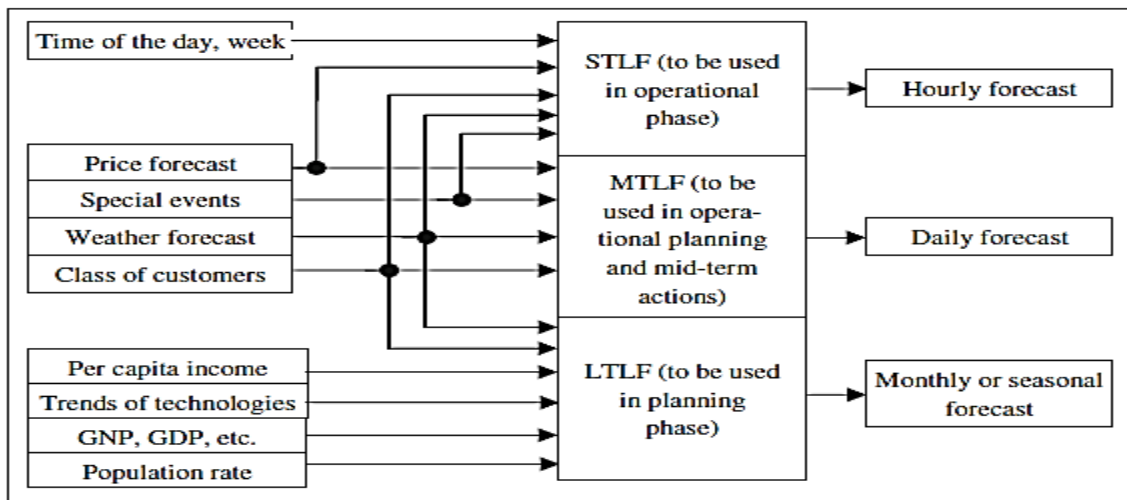 Time of the day, week
Price forecast
Special events
Weather forecast
Class of customers
Per capita income
Trends of technologies
GNP, GDP, etc.
Population rate
STLF (to be used
in operational
phase)
MTLF (to be
used in opera-
tional planning
and mid-term
actions)
LTLF (to be used
in planning
phase)
Hourly forecast
Daily forecast
Monthly or seasonal
forecast